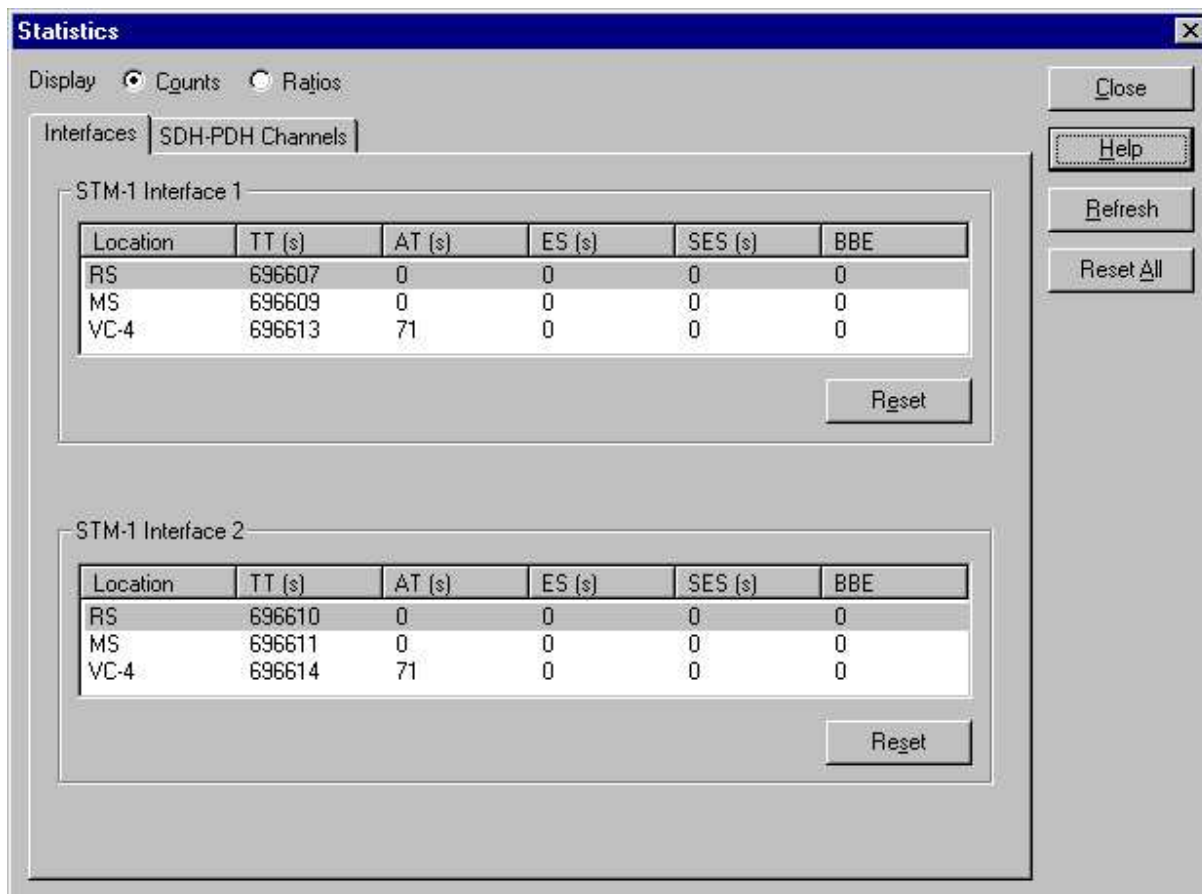 Statistics
Display Counts Ratios
Close
Interfaces SDH-PDH Channels
Help
STM-1 Interface 1
Refresh
Location TT (s) AT (s) ES (s) SES (s) BBE
Reset All
RS 696607 0 0 0 0
MS 696609 0 0 0 0
VC-4 696613 71 0 0 0
Reset
STM-1 Interface 2
Location TT (s) AT (s) ES (s) SES (s) BBE
RS 696610 0 0 0 0
MS 696611 0 0 0 0
VC-4 696614 71 0 0 0
Reset